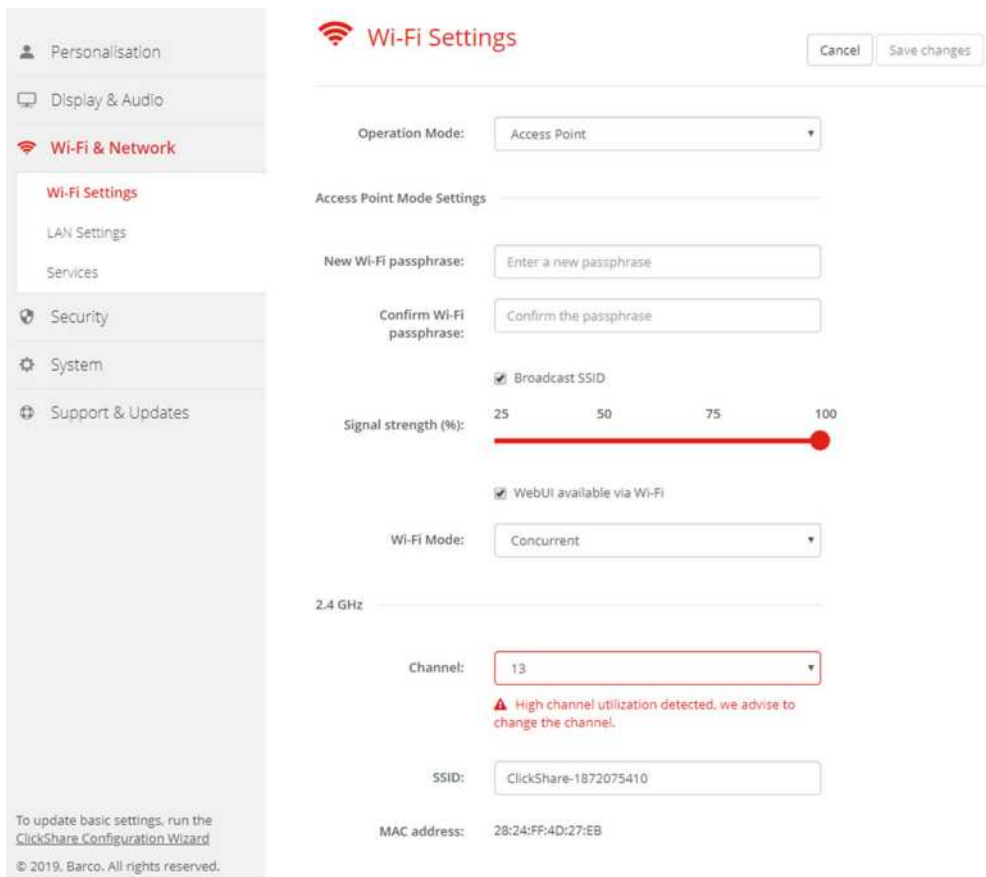 Personalisation
Display & Audio
Wi-Fi & Network
Wi-Fi Settings
LAN Settings
Services
Security
System
Support & Updates
To update basic settings, run the
ClickShare Configuration Wizard
© 2019, Barco. All rights reserved.
Wi-Fi Settings
Cancel
Save changes
Operation Mode:
Access Point
Access Point Mode Settings
New Wi-Fi passphrase:
Enter a new passphrase
Confirm Wi-Fi
passphrase:
Confirm the passphrase
Broadcast SSID
Signal strength (%):
25 50 75 100
WebUI available via Wi-Fi
Wi-Fi Mode:
Concurrent
2.4 GHz
Channel:
13
High channel utilization detected, we advise to
change the channel.
SSID:
ClickShare-1872075410
MAC address:
28:24:FF:4D:27:EB